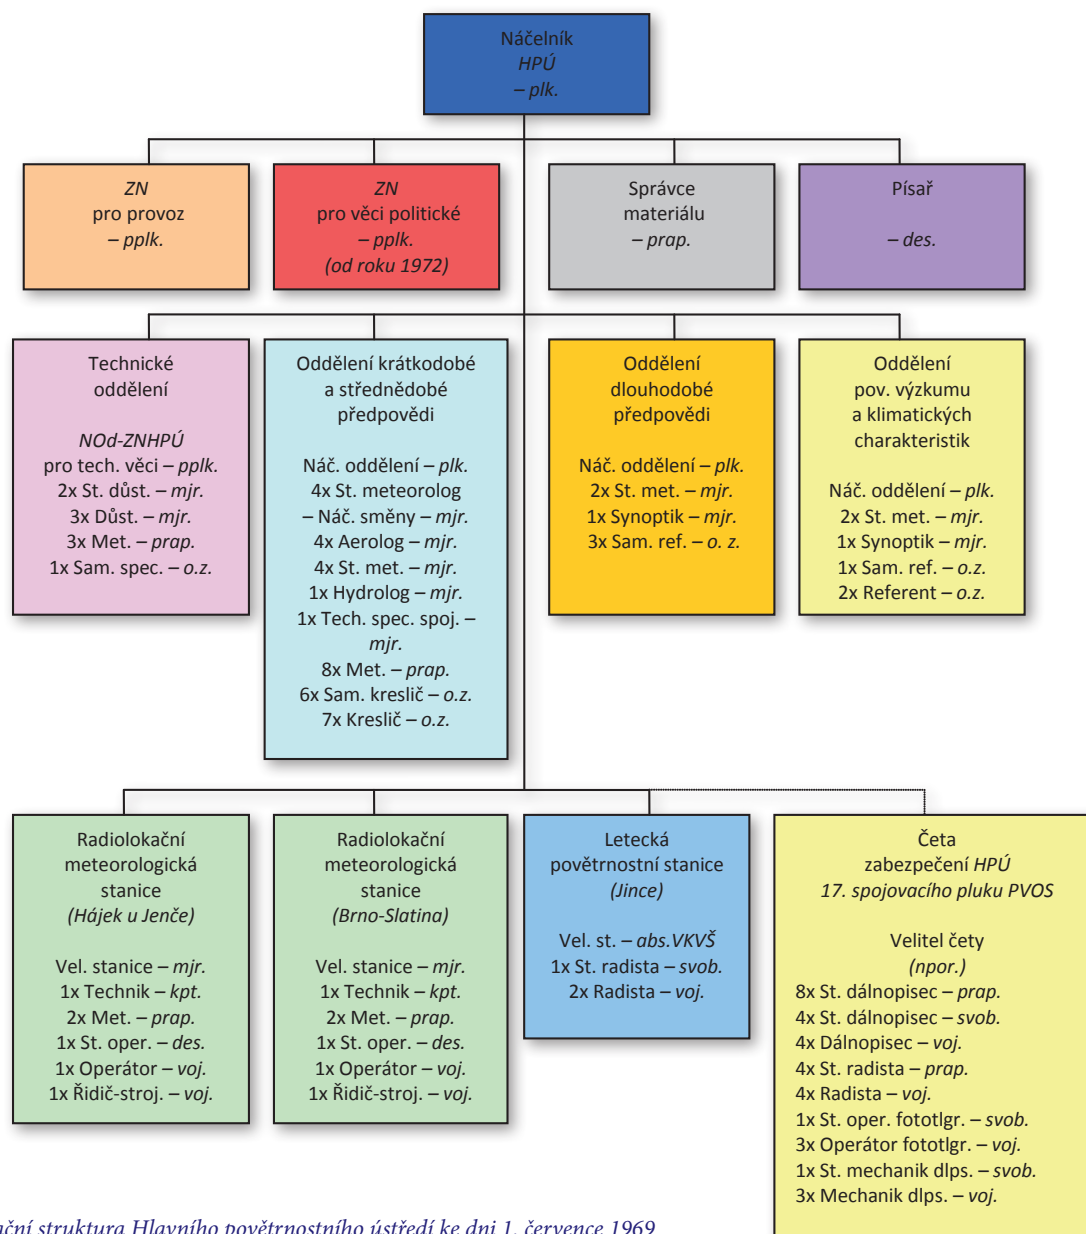 Náčelník
HPÚ
– plk.
ZN
pro provoz
– pplk.
ZN
pro věci politické
– pplk.
(od roku 1972)
Správce
materiálu
– prap.
Písař
– des.
Technické
oddělení
NOd-ZNHPÚ
pro tech. věci – pplk.
2x St. důst. – mjr.
3x Důst. – mjr.
3x Met. – prap.
1x Sam. spec. – o.z.
Oddělení krátkodobé
a střednědobé
předpovědi
Náč. oddělení – plk.
4x St. meteorolog
– Náč. směny – mjr.
4x Aerolog – mjr.
4x St. met. – mjr.
1x Hydrolog – mjr.
1x Tech. spec. spoj. –
mjr.
8x Met. – prap.
6x Sam. kreslič – o.z.
7x Kreslič – o.z.
Oddělení
dlouhodobé
předpovědi
Náč. oddělení – plk.
2x St. met. – mjr.
1x Synoptik – mjr.
3x Sam. ref. – o. z.
Oddělení
pov. výzkumu
a klimatických
charakteristik
Náč. oddělení – plk.
2x St. met. – mjr.
1x Synoptik – mjr.
1x Sam. ref. – o.z.
2x Referent – o.z.
Radiolokační
meteorologická
stanice
(Hájek u Jenče)
Vel. stanice – mjr.
1x Technik – kpt.
2x Met. – prap.
1x St. oper. – des.
1x Operátor – voj.
1x Řidič-stroj. – voj.
Radiolokační
meteorologická
stanice
(Brno-Slatina)
Vel. stanice – mjr.
1x Technik – kpt.
2x Met. – prap.
1x St. oper. – des.
1x Operátor – voj.
1x Řidič-stroj. – voj.
Letecká
povětrnostní stanice
(Jince)
Vel. st. – abs.VKVŠ
1x St. radista – svob.
2x Radista – voj.
Četa
zabezpečení HPÚ
17. spojovacího pluku PVOS
Velitel čety
(npor.)
8x St. dálnopisec – prap.
4x St. dálnopisec – svob.
4x Dálnopisec – voj.
4x St. radista – prap.
4x Radista – voj.
1x St. oper. fototlgr. – svob.
3x Operátor fototlgr. – voj.
1x St. mechanik dlps. – svob.
3x Mechanik dlps. – voj.
ční struktura Hlavního povětrnostního ústředí ke dni 1. července 1969